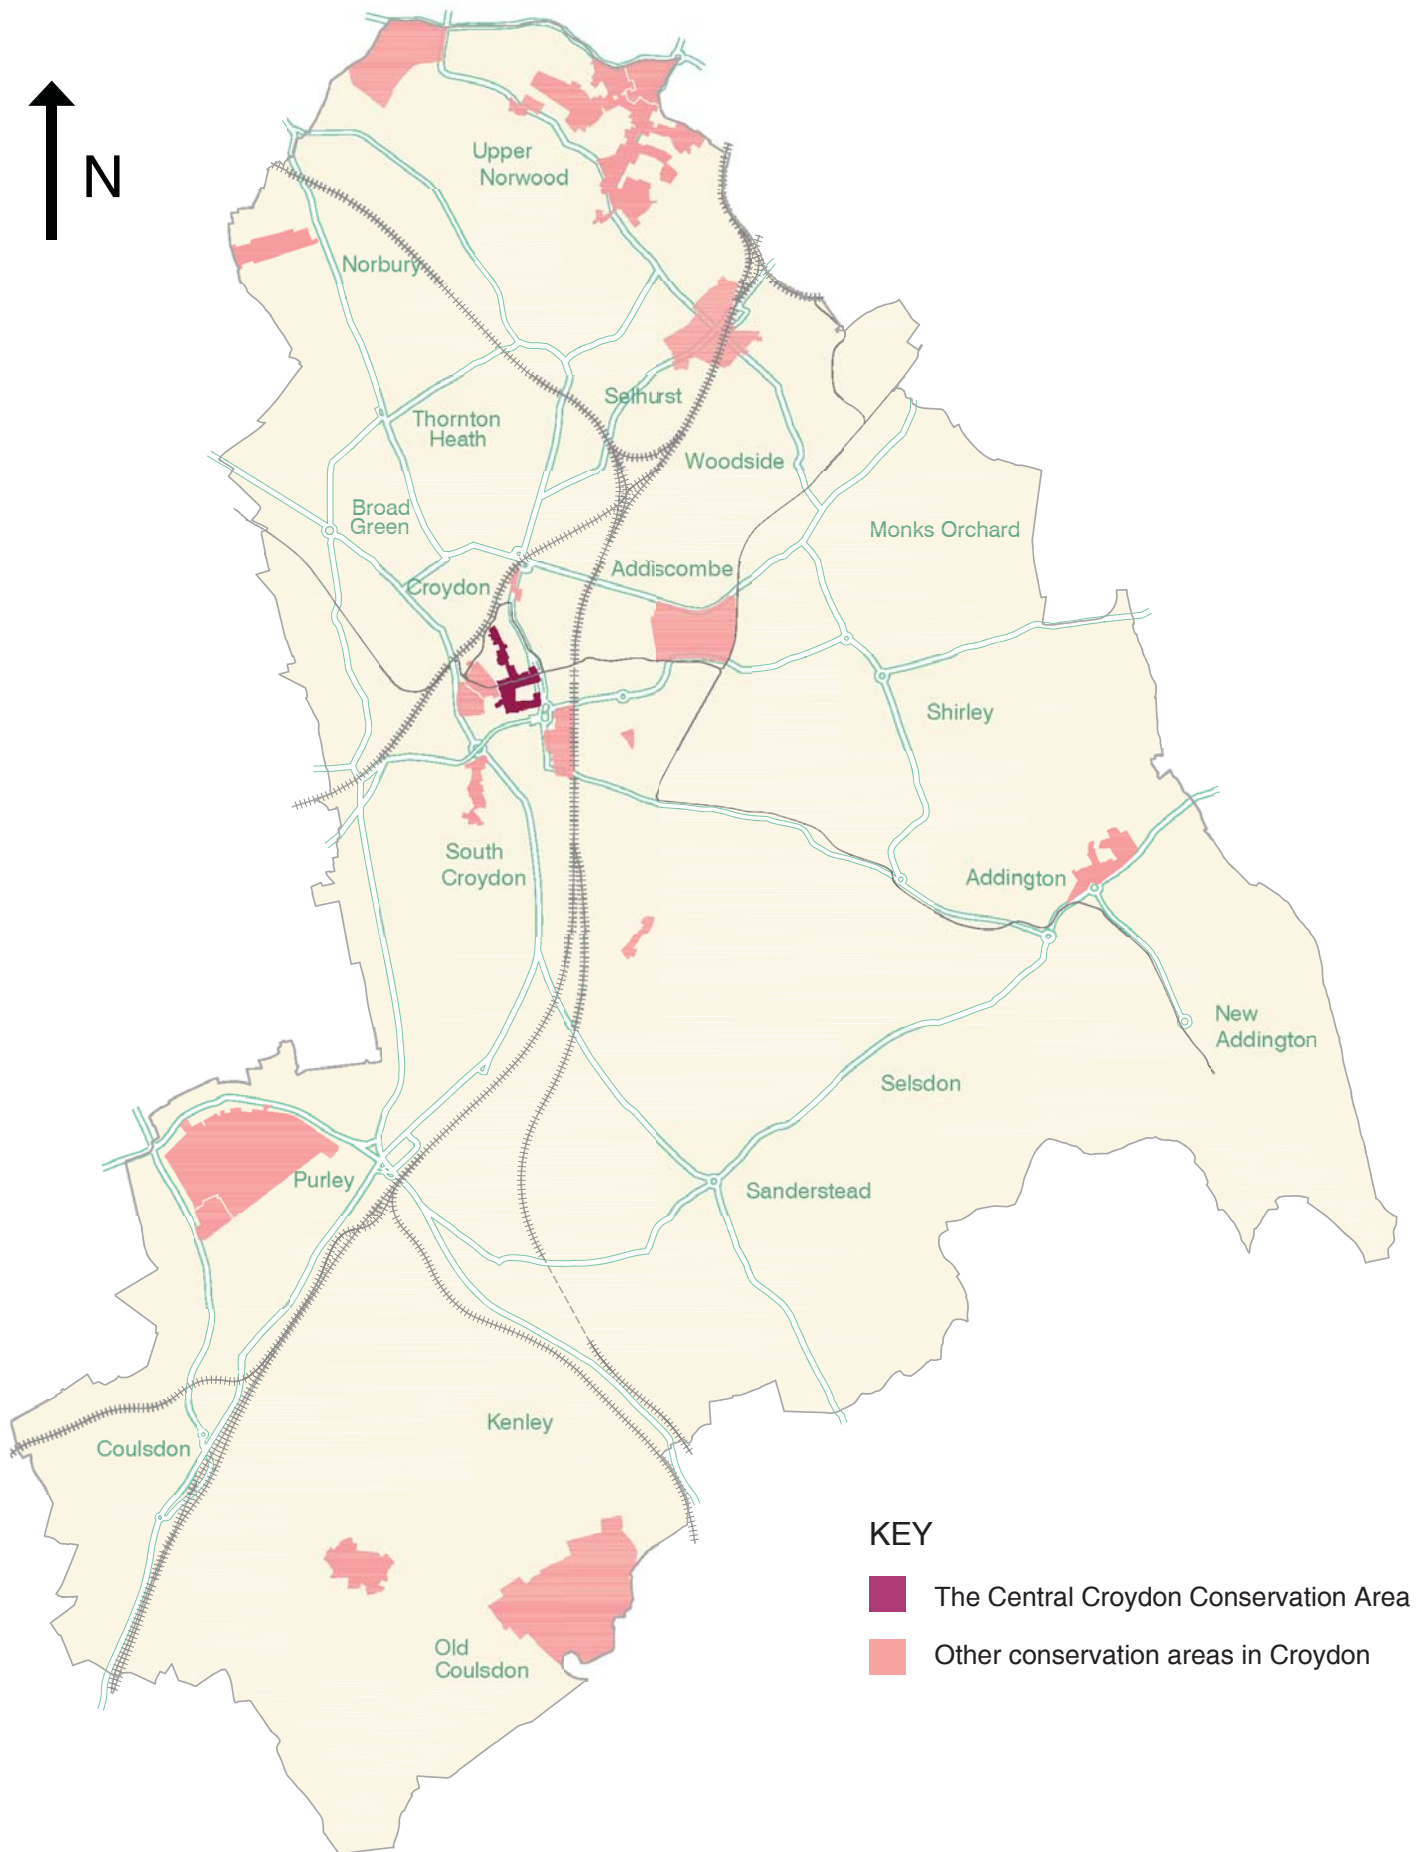 N
Upper
Norwood
Norbury
Selhurst
Thornton
Heath
Woodside
Broad
Green
Monks Orchard
Addiscombe
Croydon
Shirley
South
Croydon
Addington
New
Addington
Selsdon
Purley
Sanderstead
Kenley
Coulsdon
Old
Coulsdon
KEY
The Central Croydon Conservation Area
Other conservation areas in Croydon